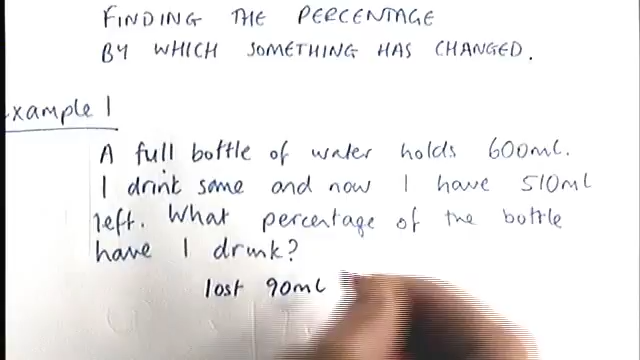 FINDING THE PERCENTAGE
BY WHICH SOMETHING HAS CHANGED.
Example 1
A full bottle of water holds 600mL.
I drink some and now I have 510mL
left. What percentage of the bottle
have I drunk?
lost 90mL